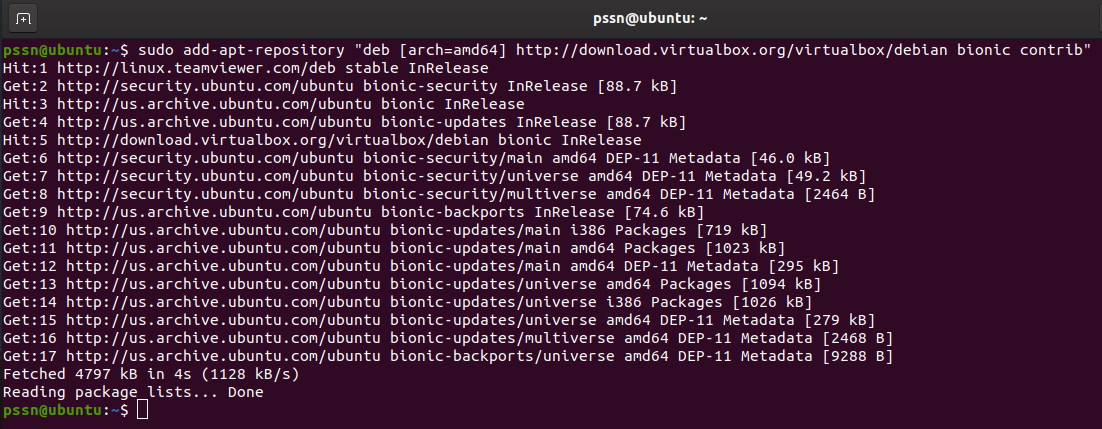 pssn@ubuntu: ~
pssn@ubuntu:~$ sudo add-apt-repository "deb [arch=amd64] http://download.virtualbox.org/virtualbox/debian bionic contrib"
Hit:1 http://linux.teamviewer.com/deb stable InRelease
Get:2 http://security.ubuntu.com/ubuntu bionic-security InRelease [88.7 kB]
Hit:3 http://us.archive.ubuntu.com/ubuntu bionic InRelease
Get:4 http://us.archive.ubuntu.com/ubuntu bionic-updates InRelease [88.7 kB]
Hit:5 http://download.virtualbox.org/virtualbox/debian bionic InRelease
Get:6 http://security.ubuntu.com/ubuntu bionic-security/main amd64 DEP-11 Metadata [46.0 kB]
Get:7 http://security.ubuntu.com/ubuntu bionic-security/universe amd64 DEP-11 Metadata [49.2 kB]
Get:8 http://security.ubuntu.com/ubuntu bionic-security/multiverse amd64 DEP-11 Metadata [2464 B]
Get:9 http://us.archive.ubuntu.com/ubuntu bionic-backports InRelease [74.6 kB]
Get:10 http://us.archive.ubuntu.com/ubuntu bionic-updates/main i386 Packages [719 kB]
Get:11 http://us.archive.ubuntu.com/ubuntu bionic-updates/main amd64 Packages [1023 kB]
Get:12 http://us.archive.ubuntu.com/ubuntu bionic-updates/main amd64 DEP-11 Metadata [295 kB]
Get:13 http://us.archive.ubuntu.com/ubuntu bionic-updates/universe amd64 Packages [1094 kB]
Get:14 http://us.archive.ubuntu.com/ubuntu bionic-updates/universe i386 Packages [1026 kB]
Get:15 http://us.archive.ubuntu.com/ubuntu bionic-updates/universe amd64 DEP-11 Metadata [279 kB]
Get:16 http://us.archive.ubuntu.com/ubuntu bionic-updates/multiverse amd64 DEP-11 Metadata [2468 B]
Get:17 http://us.archive.ubuntu.com/ubuntu bionic-backports/universe amd64 DEP-11 Metadata [9288 B]
Fetched 4797 kB in 4s (1128 kB/s)
Reading package lists... Done
pssn@ubuntu:~$